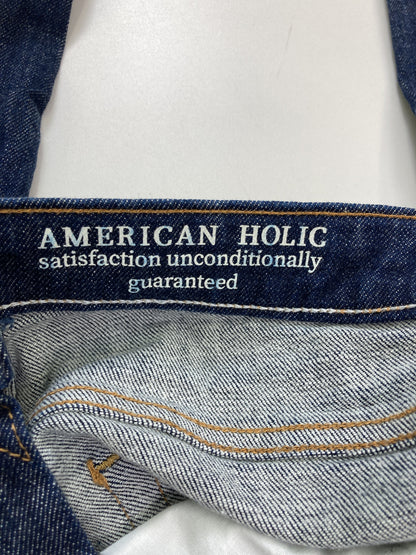 AMERICAN HOLIC
satisfaction unconditionally
guaranteed